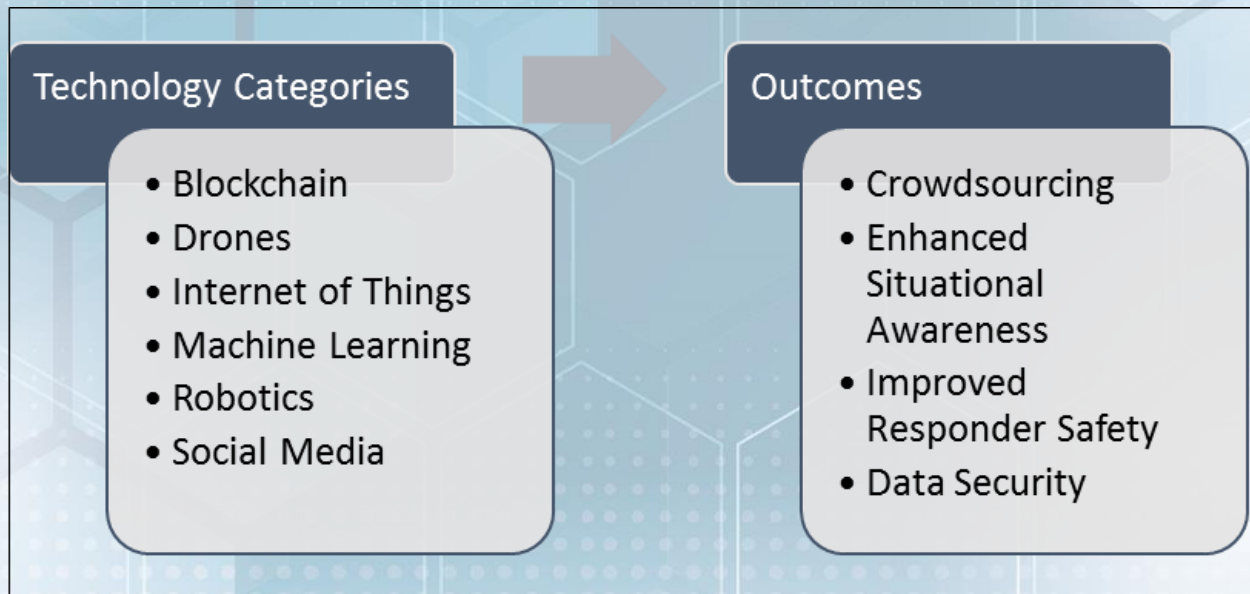 Technology Categories
• Blockchain
• Drones
• Internet of Things
• Machine Learning
• Robotics
• Social Media
Outcomes
• Crowdsourcing
• Enhanced
Situational
Awareness
• Improved
Responder Safety
• Data Security